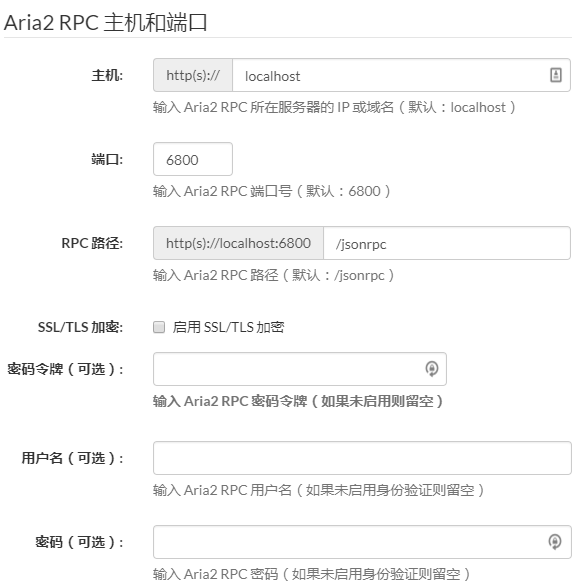 Aria2 RPC 主机和端口
主机: http(s):// localhost
输入 Aria2 RPC 所在服务器的 IP 或域名（默认：localhost）
端口: 6800
输入 Aria2 RPC 端口号（默认：6800）
RPC 路径: http(s)://localhost:6800 /jsonrpc
输入 Aria2 RPC 路径（默认：/jsonrpc）
SSL/TLS 加密: 启用 SSL/TLS 加密
密码令牌（可选）:
输入 Aria2 RPC 密码令牌（如果未启用则留空）
用户名（可选）:
输入 Aria2 RPC 用户名（如果未启用身份验证则留空）
密码（可选）:
输入 Aria2 RPC 密码（如果未启用身份验证则留空）